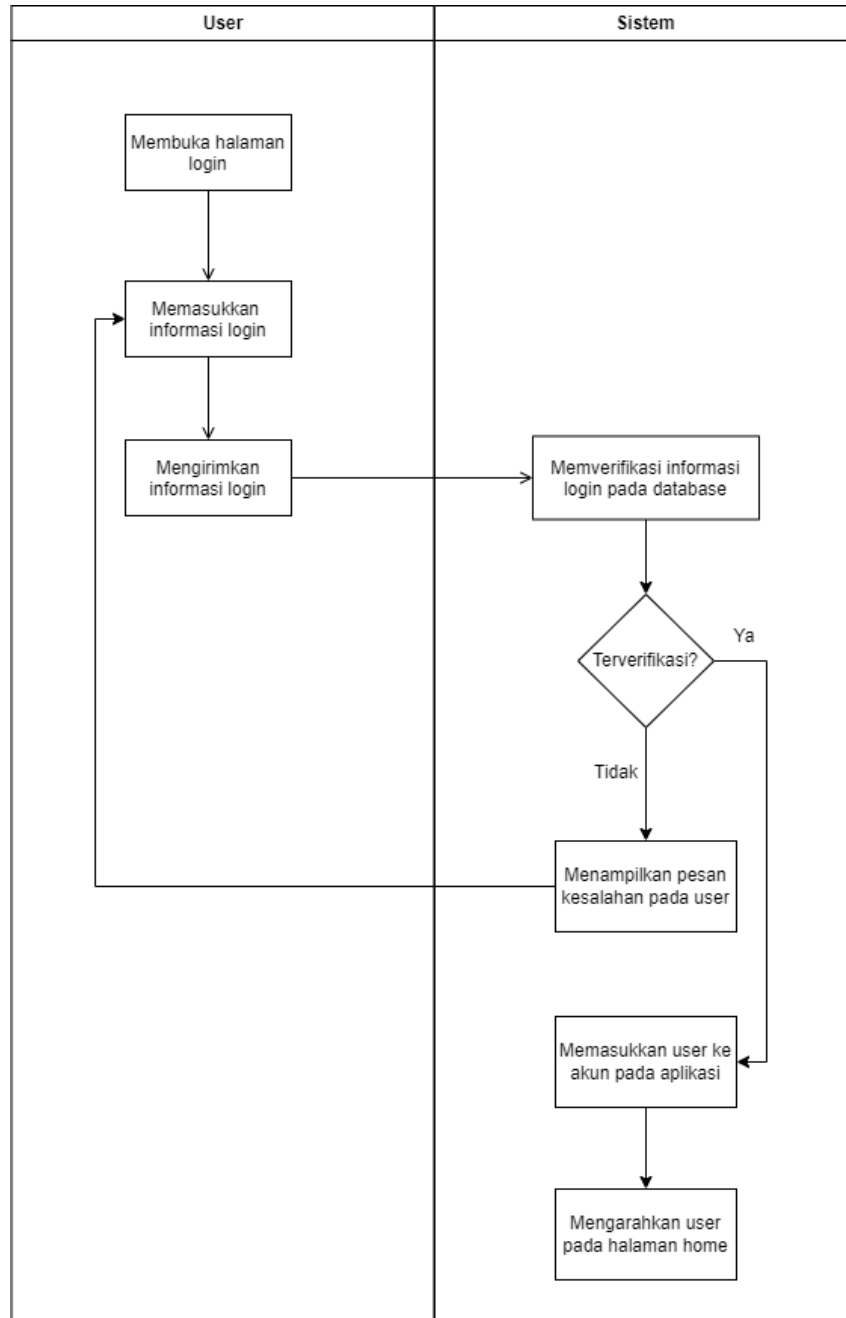 User
Sistem
Membuka halaman
login
Memasukkan
informasi login
Mengirimkan
informasi login
Memverifikasi informasi
login pada database
Terverifikasi?
Ya
Tidak
Menampilkan pesan
kesalahan pada user
Memasukkan user ke
akun pada aplikasi
Mengarahkan user
pada halaman home